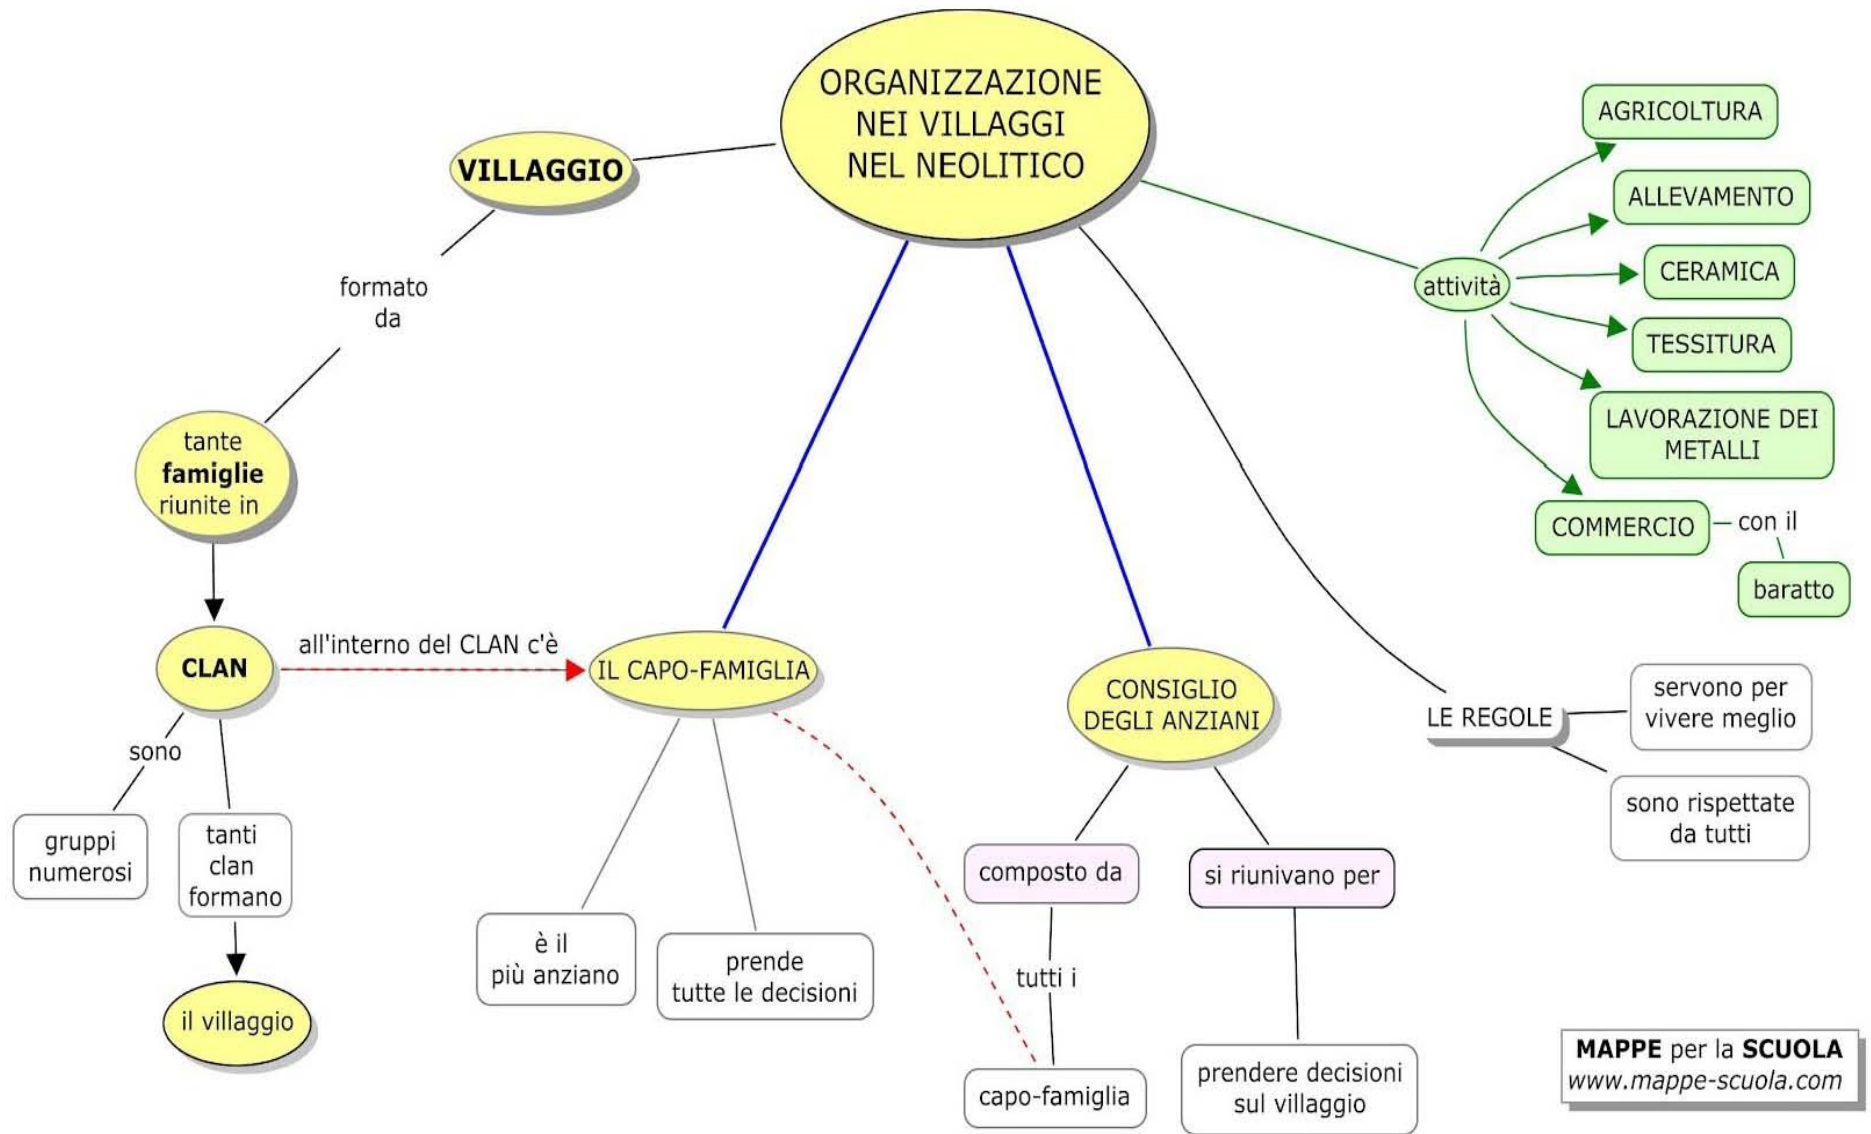 ORGANIZZAZIONE
NEI VILLAGGI
NEL NEOLITICO
VILLAGGIO
formato
da
tante
famiglie
riunite in
CLAN
sono
gruppi
numerosi
tanti
clan
formano
il villaggio
all'interno del CLAN c'è
IL CAPO-FAMIGLIA
è il
più anziano
prende
tutte le decisioni
CONSIGLIO
DEGLI ANZIANI
composto da
tutti i
capo-famiglia
si riunivano per
prendere decisioni
sul villaggio
LE REGOLE
servono per
vivere meglio
sono rispettate
da tutti
attività
AGRICOLTURA
ALLEVAMENTO
CERAMICA
TESSITURA
LAVORAZIONE DEI
METALLI
COMMERCIO
con il
baratto
MAPPE per la SCUOLA
www.mappe-scuola.com